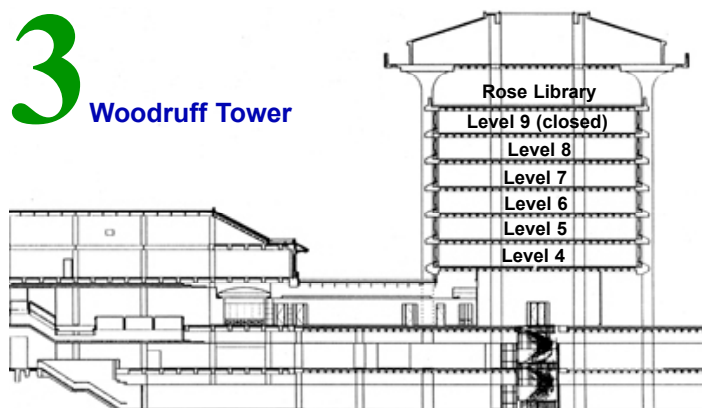 3
Woodruff Tower
Rose Library
Level 9 (closed)
Level 8
Level 7
Level 6
Level 5
Level 4